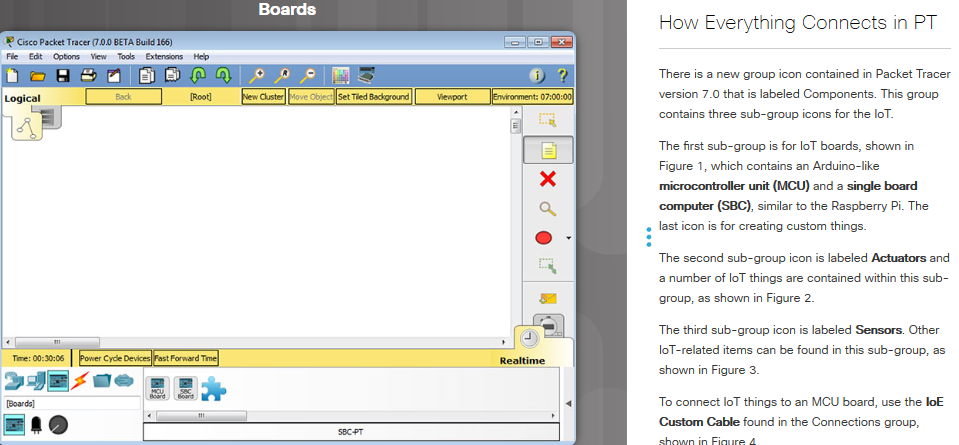 Boards
Cisco Packet Tracer (7.0.0 BETA Build 166)
File Edit Options View Tools Extensions Help
Logical Back [Root] New Cluster Move Object Set Tiled Background Viewport Environment: 07:00:00
Time: 00:30:06 Power Cycle Devices Fast Forward Time Realtime
[Boards]
MCU Board
SBC Board
SBC-PT
How Everything Connects in PT
There is a new group icon contained in Packet Tracer
version 7.0 that is labeled Components. This group
contains three sub-group icons for the IoT.
The first sub-group is for IoT boards, shown in
Figure 1, which contains an Arduino-like
microcontroller unit (MCU) and a single board
computer (SBC), similar to the Raspberry Pi. The
last icon is for creating custom things.
The second sub-group icon is labeled Actuators and
a number of IoT things are contained within this sub-
group, as shown in Figure 2.
The third sub-group icon is labeled Sensors. Other
IoT-related items can be found in this sub-group, as
shown in Figure 3.
To connect IoT things to an MCU board, use the IoE
Custom Cable found in the Connections group,
shown in Figure 4